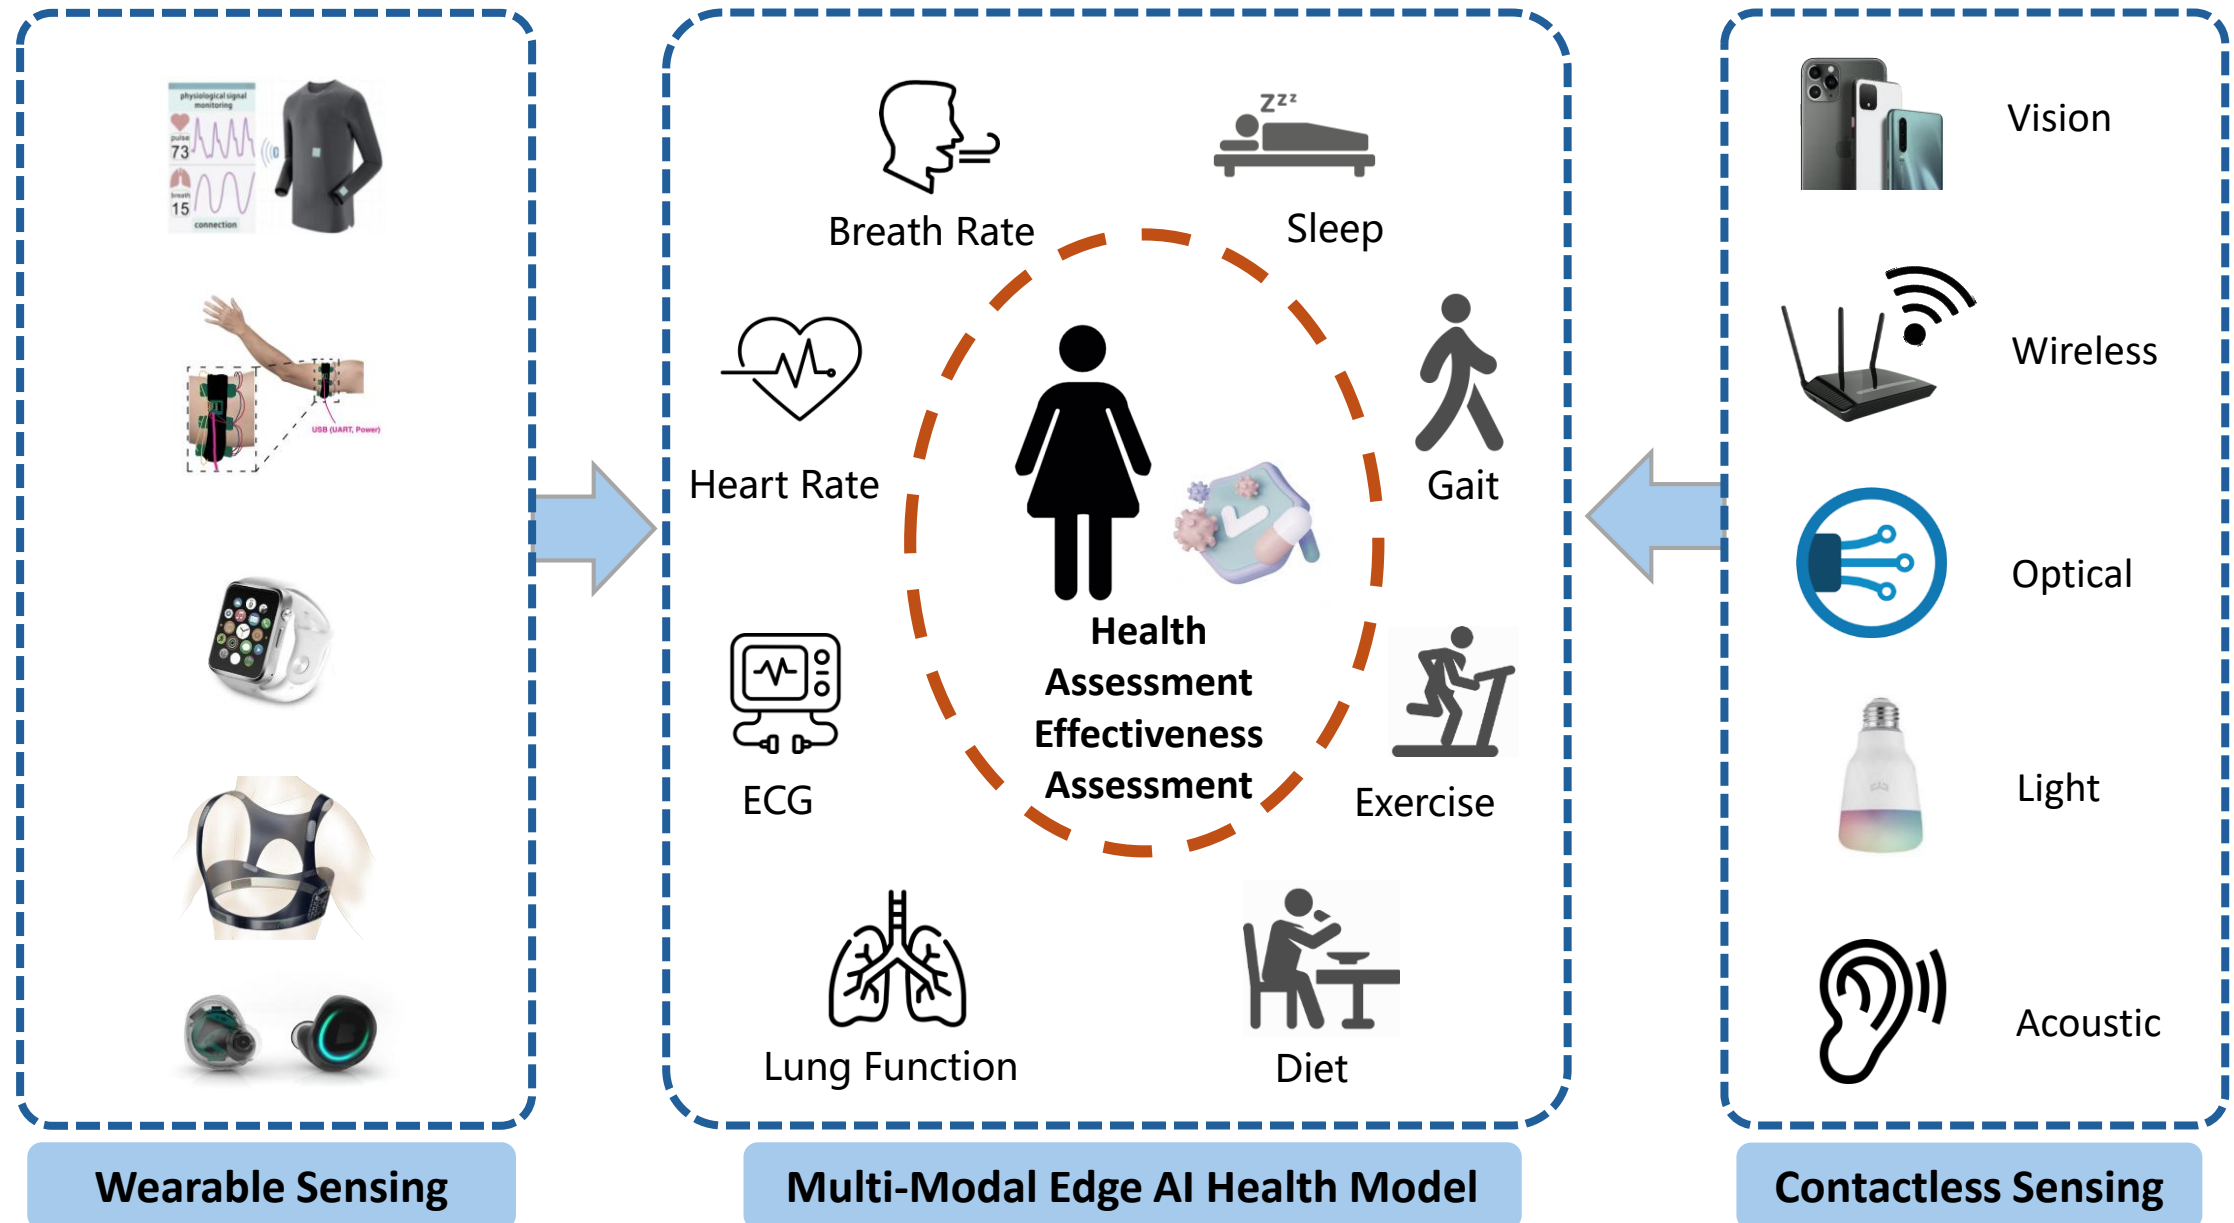 physiological signal
monitoring
pulse
73
breath
15
connection
USB (UART, Power)
Wearable Sensing
Breath Rate
zzz
Sleep
Heart Rate
Gait
ECG
Exercise
Lung Function
Diet
Health
Assessment
Effectiveness
Assessment
Multi-Modal Edge AI Health Model
Vision
Wireless
Optical
Light
Acoustic
Contactless Sensing